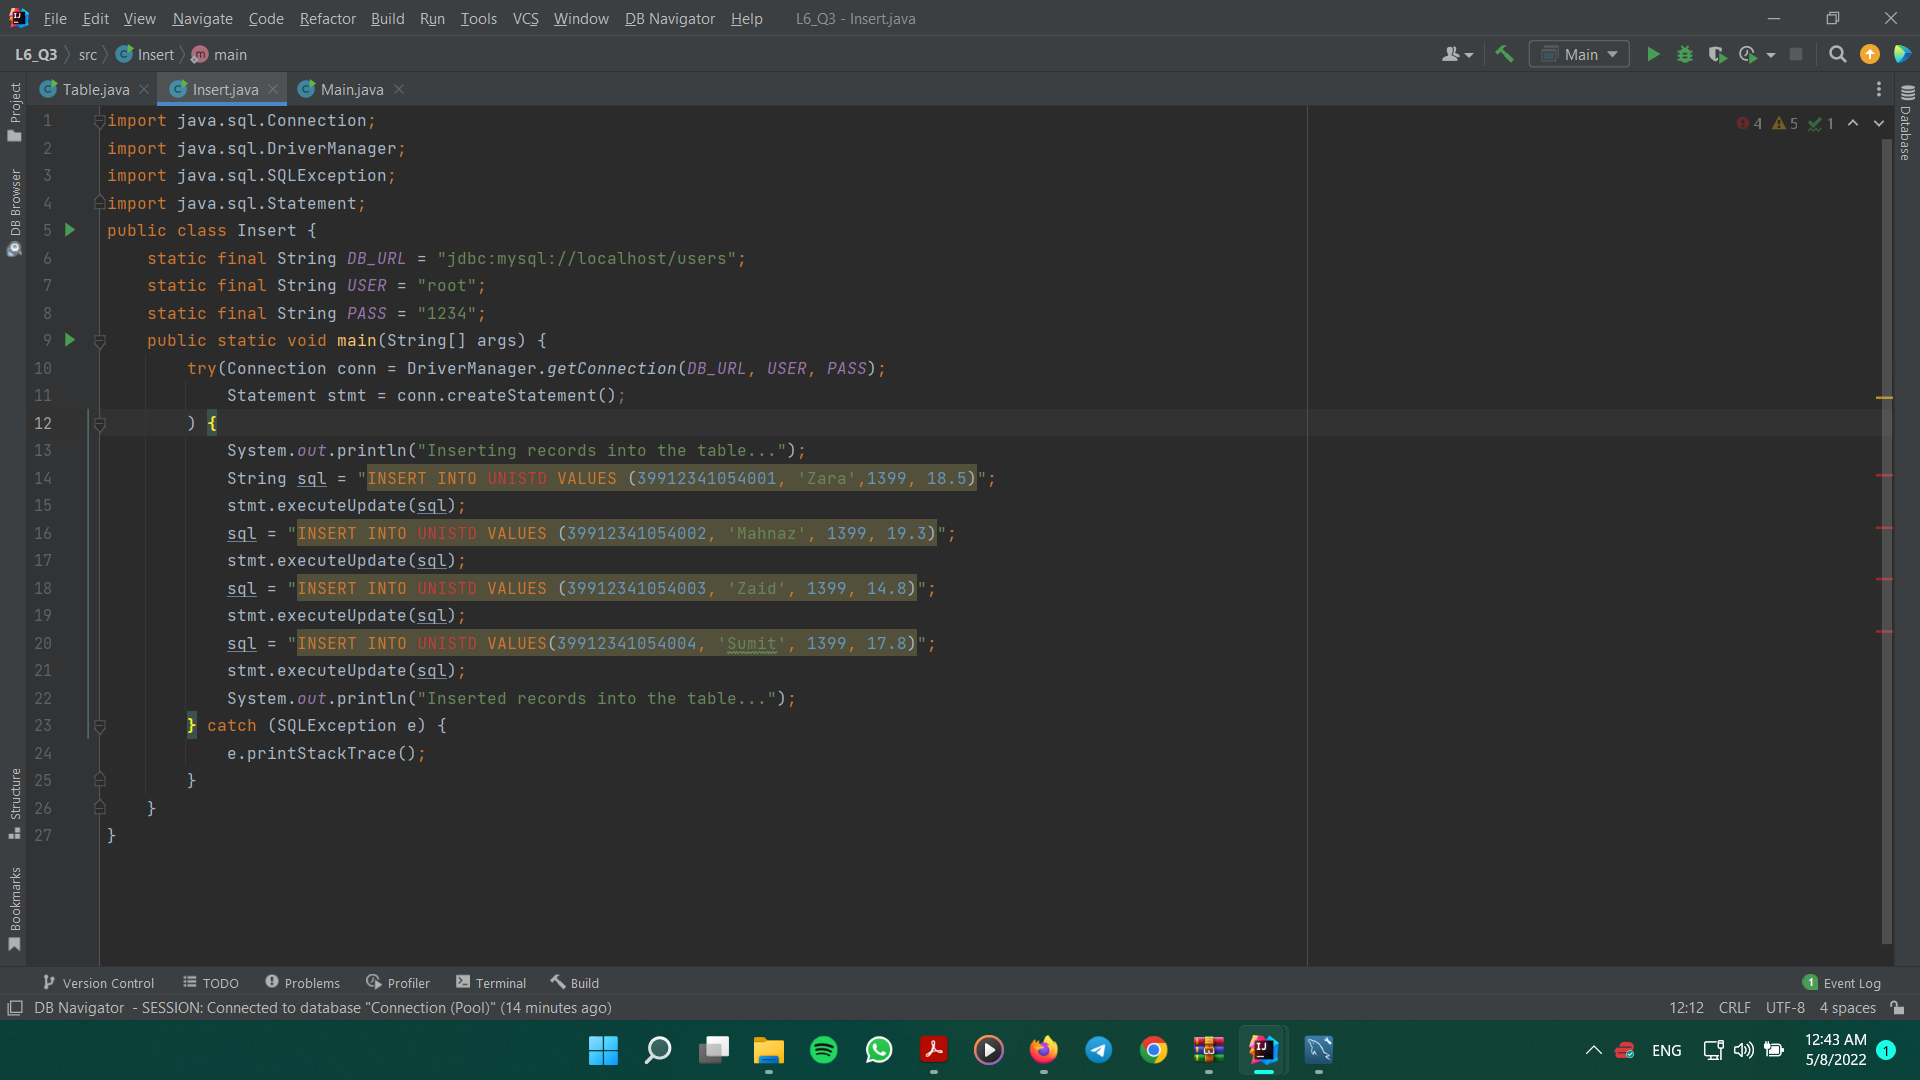 File Edit View Navigate Code Refactor Build Run Tools VCS Window DB Navigator Help L6_Q3 - Insert.java
L6_Q3 src Insert main Main
Table.java Insert.java Main.java
Project
DB Browser
Structure
Bookmarks
Database
4 5 1
1 import java.sql.Connection;
2 import java.sql.DriverManager;
3 import java.sql.SQLException;
4 import java.sql.Statement;
5 public class Insert {
6 static final String DB_URL = "jdbc:mysql://localhost/users";
7 static final String USER = "root";
8 static final String PASS = "1234";
9 public static void main(String[] args) {
10 try(Connection conn = DriverManager.getConnection(DB_URL, USER, PASS);
11 Statement stmt = conn.createStatement();
12 ) {
13 System.out.println("Inserting records into the table...");
14 String sql = "INSERT INTO UNISTD VALUES (39912341054001, 'Zara',1399, 18.5)";
15 stmt.executeUpdate(sql);
16 sql = "INSERT INTO UNISTD VALUES (39912341054002, 'Mahnaz', 1399, 19.3)";
17 stmt.executeUpdate(sql);
18 sql = "INSERT INTO UNISTD VALUES (39912341054003, 'Zaid', 1399, 14.8)";
19 stmt.executeUpdate(sql);
20 sql = "INSERT INTO UNISTD VALUES(39912341054004, 'Sumit', 1399, 17.8)";
21 stmt.executeUpdate(sql);
22 System.out.println("Inserted records into the table...");
23 } catch (SQLException e) {
24 e.printStackTrace();
25 }
26 }
27 }
Version Control TODO Problems Profiler Terminal Build 1 Event Log
DB Navigator - SESSION: Connected to database "Connection (Pool)" (14 minutes ago) 12:12 CRLF UTF-8 4 spaces
ENG 12:43 AM
5/8/2022 1